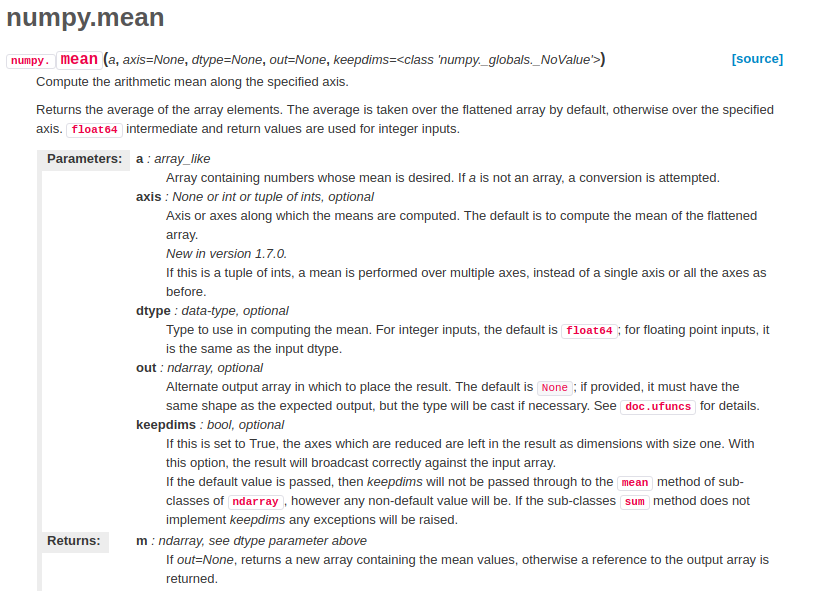 numpy.mean
numpy. mean(a, axis=None, dtype=None, out=None, keepdims=<class 'numpy._globals._NoValue'>) [source]
Compute the arithmetic mean along the specified axis.
Returns the average of the array elements. The average is taken over the flattened array by default, otherwise over the specified
axis. float64 intermediate and return values are used for integer inputs.
Parameters: a : array_like
Array containing numbers whose mean is desired. If a is not an array, a conversion is attempted.
axis : None or int or tuple of ints, optional
Axis or axes along which the means are computed. The default is to compute the mean of the flattened
array.
New in version 1.7.0.
If this is a tuple of ints, a mean is performed over multiple axes, instead of a single axis or all the axes as
before.
dtype : data-type, optional
Type to use in computing the mean. For integer inputs, the default is float64; for floating point inputs, it
is the same as the input dtype.
out : ndarray, optional
Alternate output array in which to place the result. The default is None; if provided, it must have the
same shape as the expected output, but the type will be cast if necessary. See doc.ufuncs for details.
keepdims : bool, optional
If this is set to True, the axes which are reduced are left in the result as dimensions with size one. With
this option, the result will broadcast correctly against the input array.
If the default value is passed, then keepdims will not be passed through to the mean method of sub-
classes of ndarray, however any non-default value will be. If the sub-classes sum method does not
implement keepdims any exceptions will be raised.
Returns: m : ndarray, see dtype parameter above
If out=None, returns a new array containing the mean values, otherwise a reference to the output array is
returned.